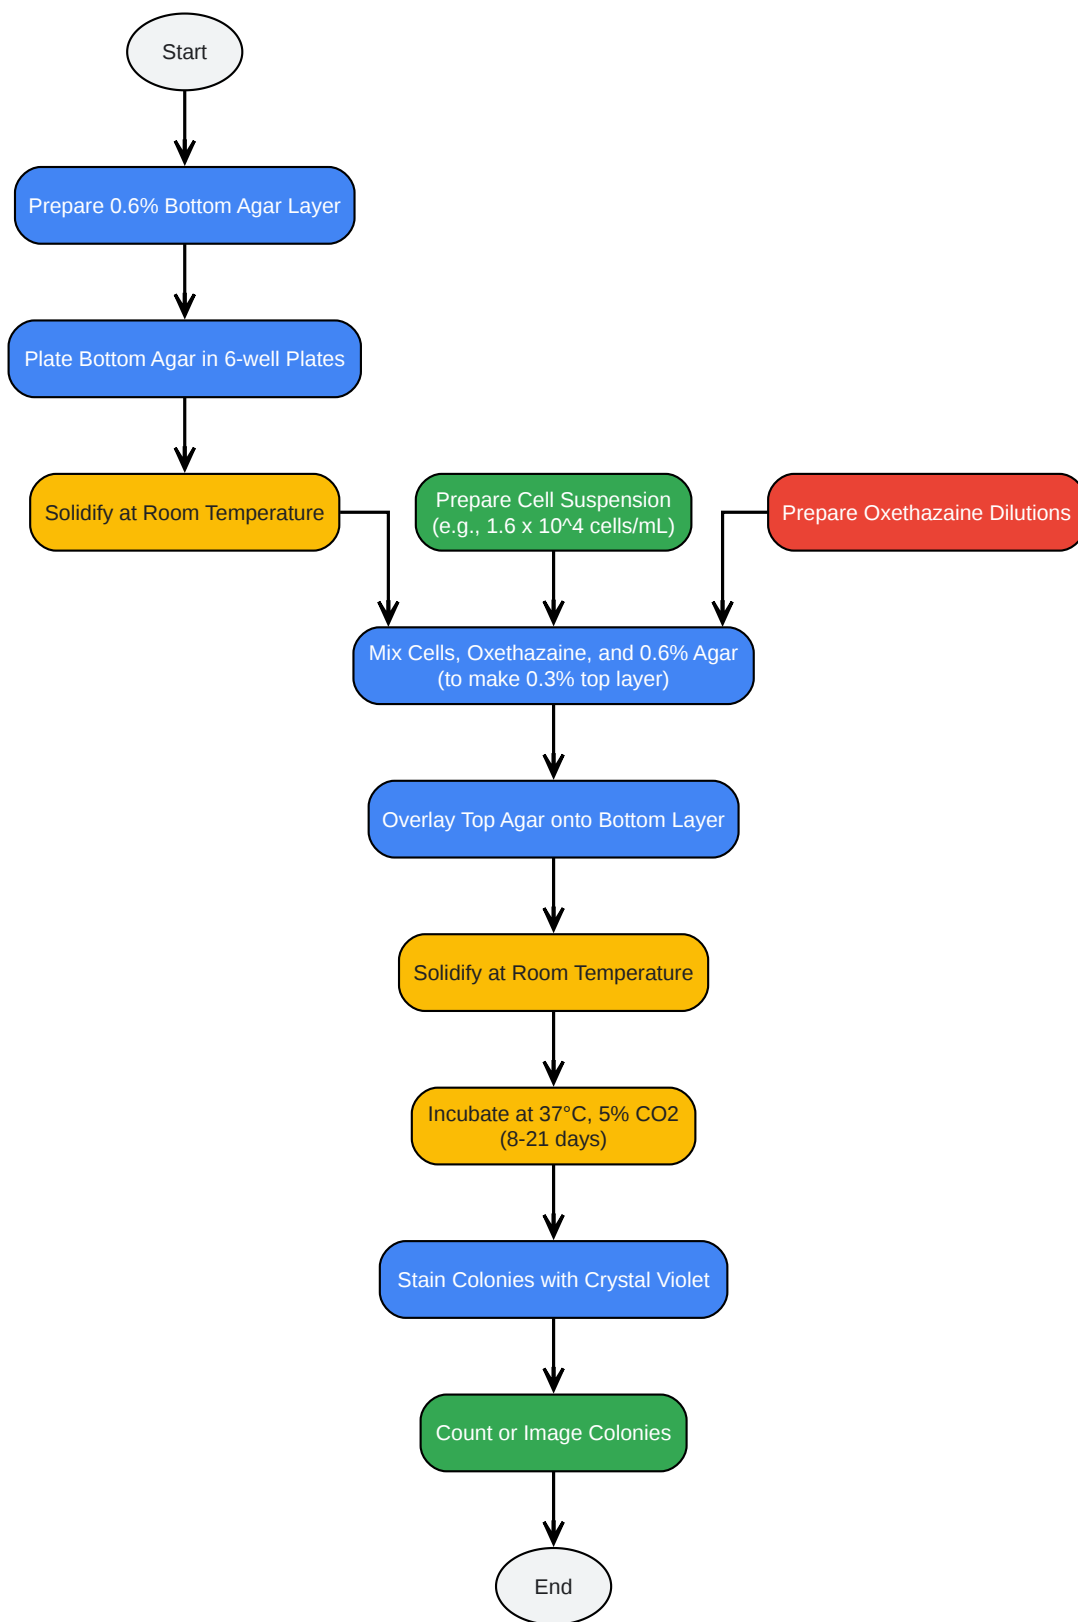 Start
Prepare 0.6% Bottom Agar Layer
Plate Bottom Agar in 6-well Plates
Solidify at Room Temperature
Prepare Cell Suspension
(e.g., 1.6 x 10^4 cells/mL)
Prepare Oxethazaine Dilutions
Mix Cells, Oxethazaine, and 0.6% Agar
(to make 0.3% top layer)
Overlay Top Agar onto Bottom Layer
Solidify at Room Temperature
Incubate at 37°C, 5% CO2
(8-21 days)
Stain Colonies with Crystal Violet
Count or Image Colonies
End